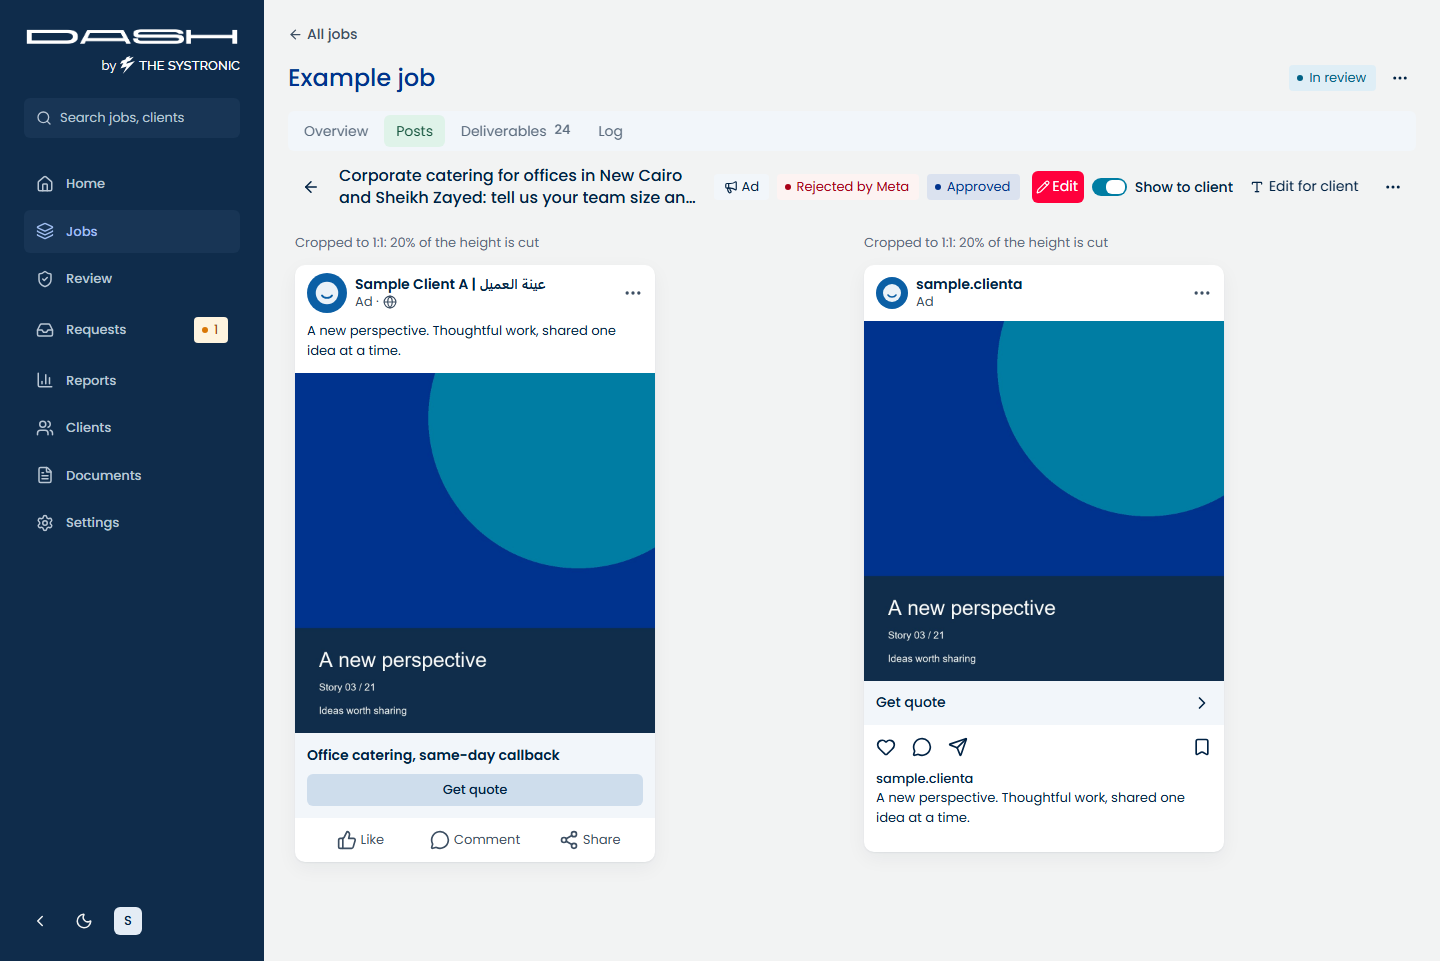 DASH
by THE SYSTRONIC
Search jobs, clients
Home
Jobs
Review
Requests 1
Reports
Clients
Documents
Settings
S
All jobs
Example job
In review
Overview Posts Deliverables 24 Log
Corporate catering for offices in New Cairo
and Sheikh Zayed: tell us your team size an...
Ad Rejected by Meta Approved Edit Show to client Edit for client
Cropped to 1:1: 20% of the height is cut
Sample Client A | عينة العميل
Ad ·
A new perspective. Thoughtful work, shared one
idea at a time.
A new perspective
Story 03 / 21
Ideas worth sharing
Office catering, same-day callback
Get quote
Like Comment Share
Cropped to 1:1: 20% of the height is cut
sample.clienta
Ad
A new perspective
Story 03 / 21
Ideas worth sharing
Get quote
sample.clienta
A new perspective. Thoughtful work, shared one
idea at a time.